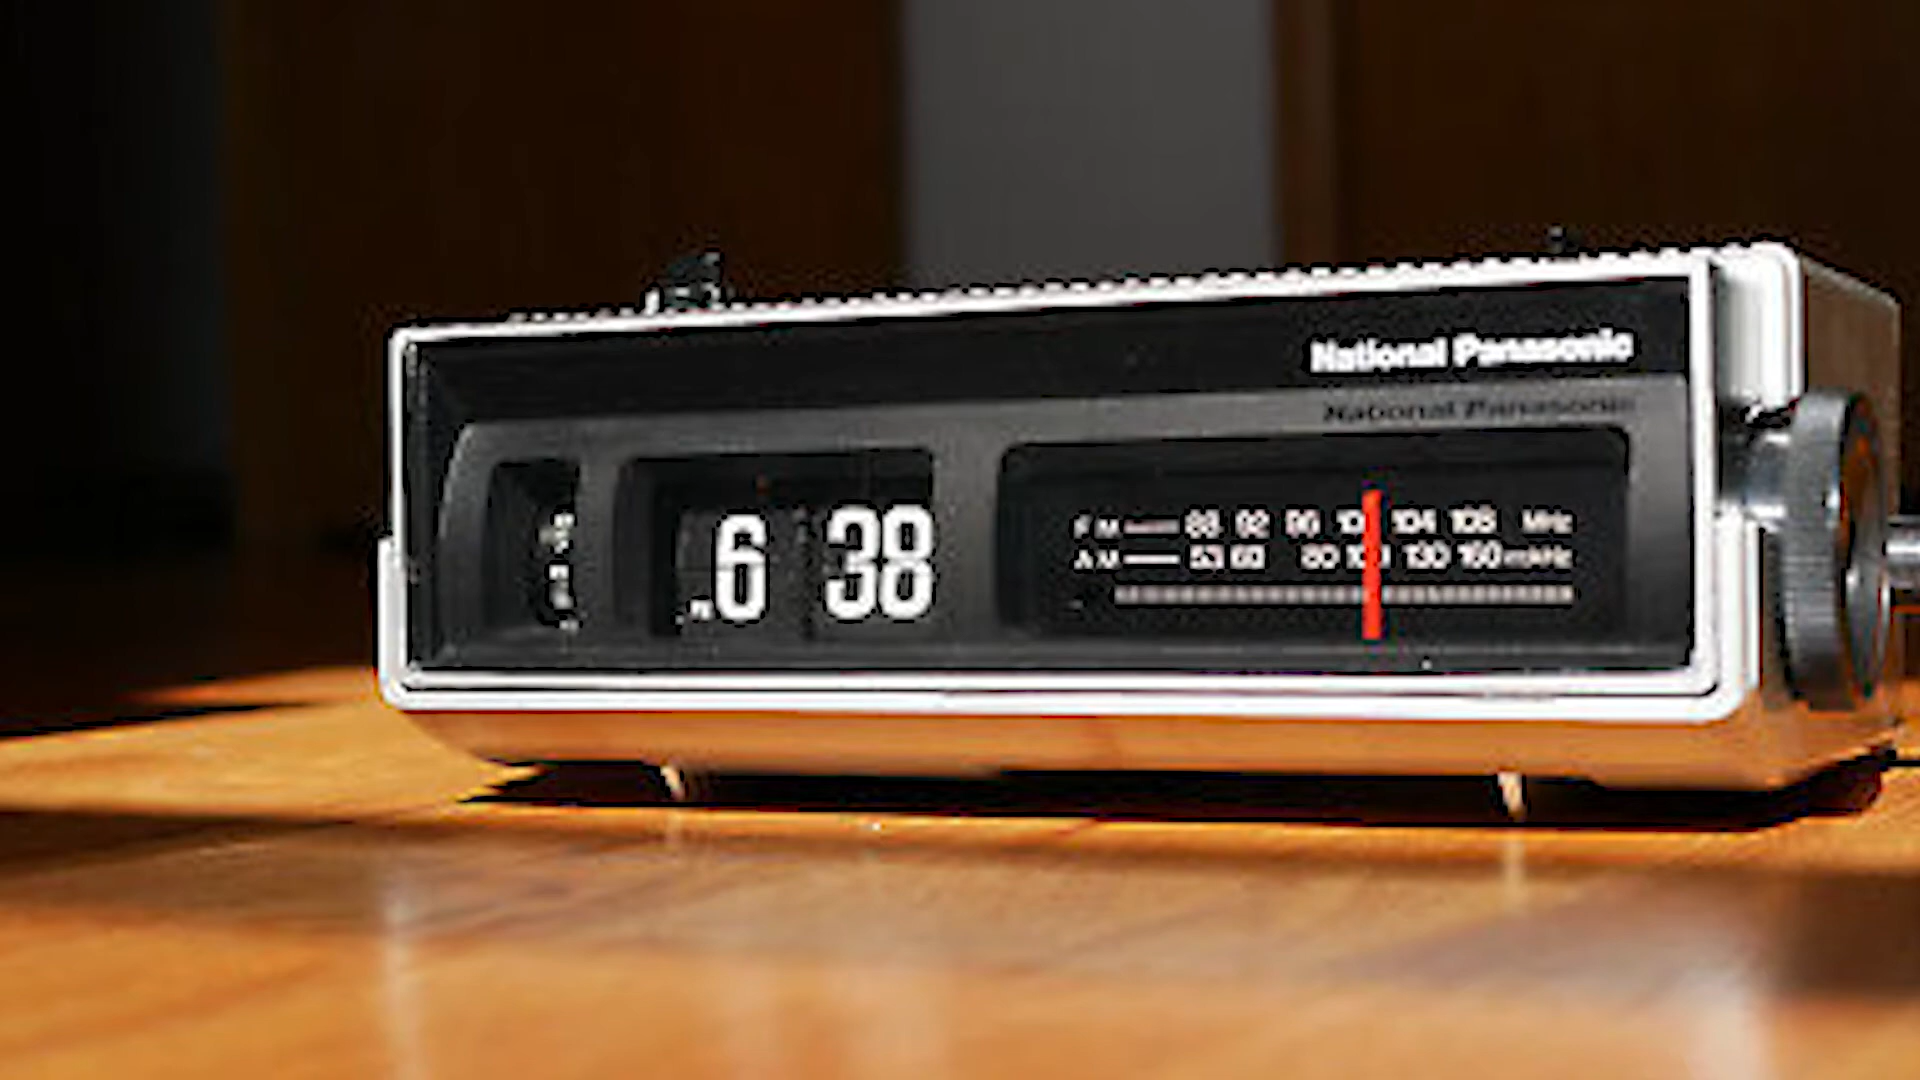 National Panasonic
National Panasonic
6 38
FM 88 92 96 104 108 MHz
AM 53 60 80 130 160